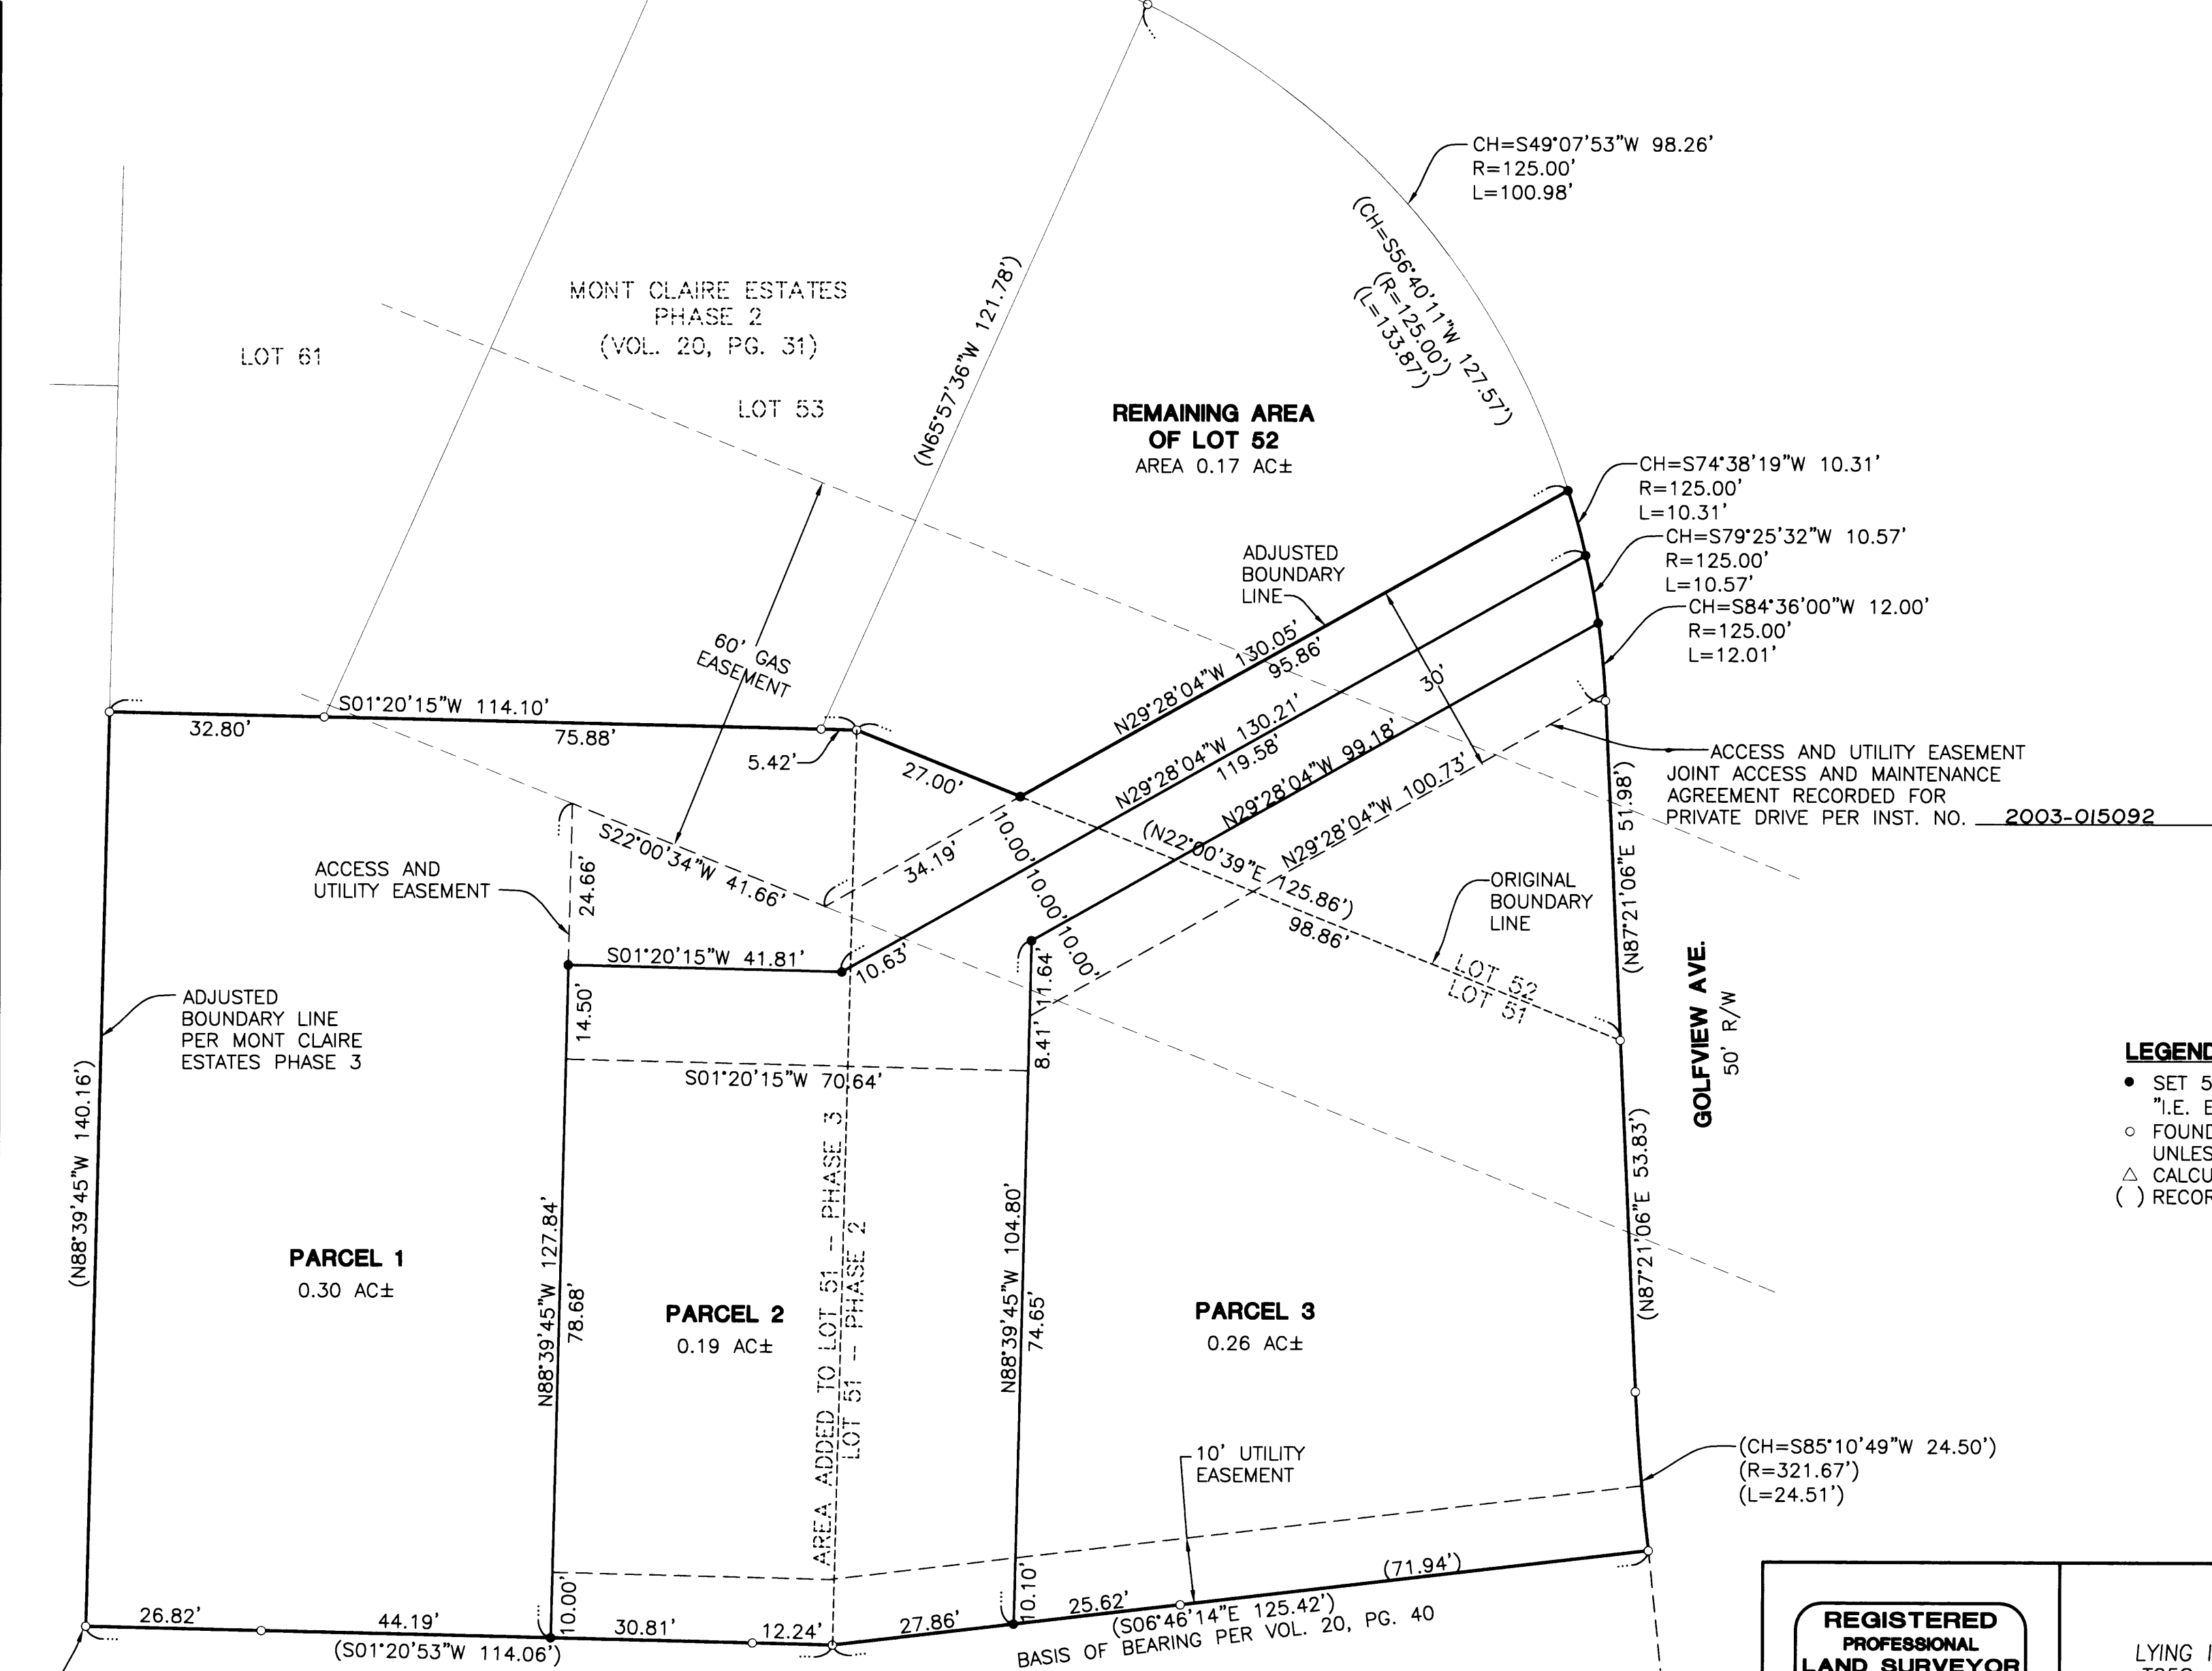 CH=S49°07'53"W 98.26'
R=125.00'
L=100.98'
(CH=S56°40'11"W 127.57')
(R=125.00')
(L=133.87')
MONT CLAIRE ESTATES
PHASE 2
(VOL. 20, PG. 31)
LOT 61
LOT 53
(N65°57'36"W 121.78')
REMAINING AREA
OF LOT 52
AREA 0.17 AC±
CH=S74°38'19"W 10.31'
R=125.00'
L=10.31'
CH=S79°25'32"W 10.57'
R=125.00'
L=10.57'
CH=S84°36'00"W 12.00'
R=125.00'
L=12.01'
ADJUSTED
BOUNDARY
LINE
60' GAS
EASEMENT
N29°28'04"W 130.05'
95.86'
30'
S01°20'15"W 114.10'
32.80'
75.88'
5.42'
27.00'
N29°28'04"W 130.21'
119.58'
N29°28'04"W 99.18'
N29°28'04"W 100.73'
ACCESS AND UTILITY EASEMENT
JOINT ACCESS AND MAINTENANCE
AGREEMENT RECORDED FOR
PRIVATE DRIVE PER INST. NO. 2003-015092
(N87°21'06"E 51.98')
S22°00'34"W 41.66'
34.19'
10.00'
10.00'
10.00'
(N22°00'39"E 125.86')
98.86'
ACCESS AND
UTILITY EASEMENT
24.66'
ORIGINAL
BOUNDARY
LINE
S01°20'15"W 41.81'
10.63'
11.64'
LOT 52
LOT 51
GOLFVIEW AVE.
50' R/W
ADJUSTED
BOUNDARY LINE
PER MONT CLAIRE
ESTATES PHASE 3
14.50'
8.41'
S01°20'15"W 70.64'
LEGEND
SET 5
"I.E. E
FOUND
UNLES
CALCU
( ) RECOR
(N88°39'45"W 140.16')
(N87°21'06"E 53.83')
AREA ADDED TO LOT 51 -- PHASE 3
LOT 51 -- PHASE 2
N88°39'45"W 127.84'
78.68'
N88°39'45"W 104.80'
74.65'
PARCEL 1
0.30 AC±
PARCEL 2
0.19 AC±
PARCEL 3
0.26 AC±
10' UTILITY
EASEMENT
(CH=S85°10'49"W 24.50')
(R=321.67')
(L=24.51')
10.00'
10.10'
26.82'
44.19'
(S01°20'53"W 114.06')
30.81'
12.24'
27.86'
25.62'
(71.94')
(S06°46'14"E 125.42')
BASIS OF BEARING PER VOL. 20, PG. 40
REGISTERED
PROFESSIONAL
LAND SURVEYOR
LYING I